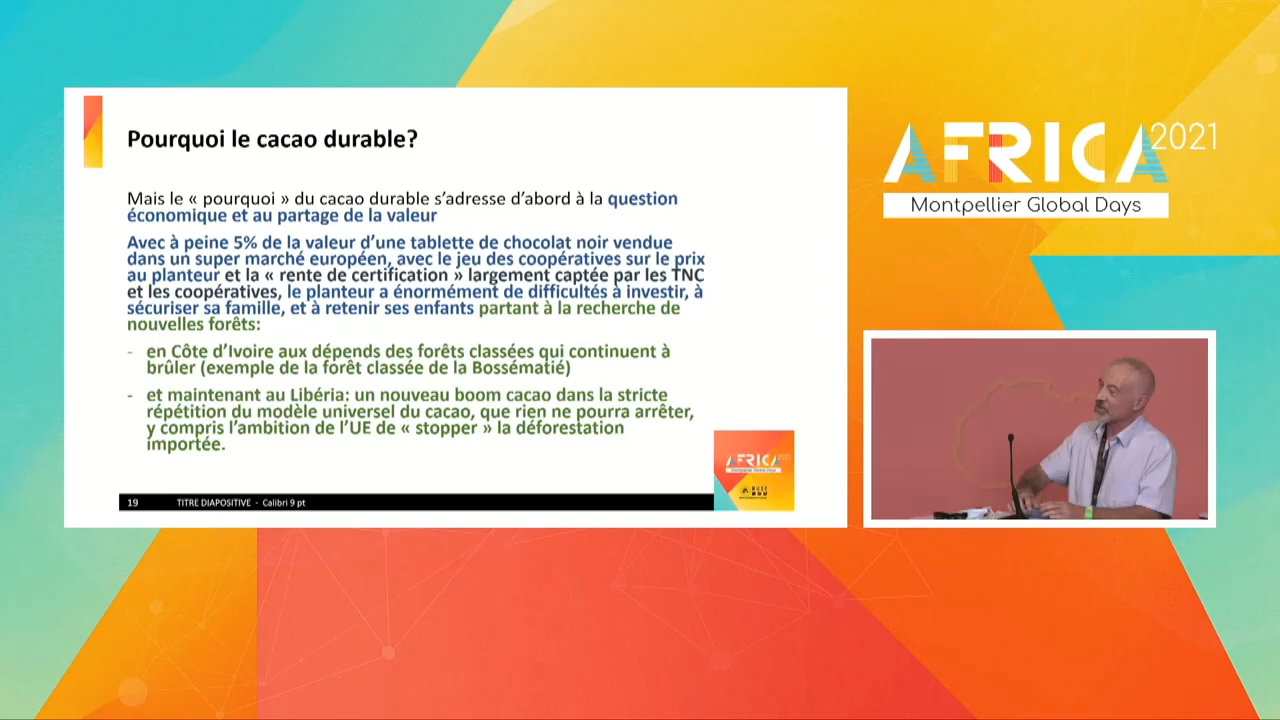 Pourquoi le cacao durable?
Mais le « pourquoi » du cacao durable s’adresse d’abord à la question
économique et au partage de la valeur
Avec à peine 5% de la valeur d’une tablette de chocolat noir vendue
dans un super marché européen, avec le jeu des coopératives sur le prix
au planteur et la « rente de certification » largement captée par les TNC
et les coopératives, le planteur a énormément de difficultés à investir, à
sécuriser sa famille, et à retenir ses enfants partant à la recherche de
nouvelles forêts:
- en Côte d’Ivoire aux dépends des forêts classées qui continuent à
brûler (exemple de la forêt classée de la Bossématié)
- et maintenant au Libéria: un nouveau boom cacao dans la stricte
répétition du modèle universel du cacao, que rien ne pourra arrêter,
y compris l’ambition de l’UE de « stopper » la déforestation
importée.
19 TITRE DIAPOSITIVE - Calibri 9 pt
AFRICA
MUSE
AFRICA 2021
Montpellier Global Days